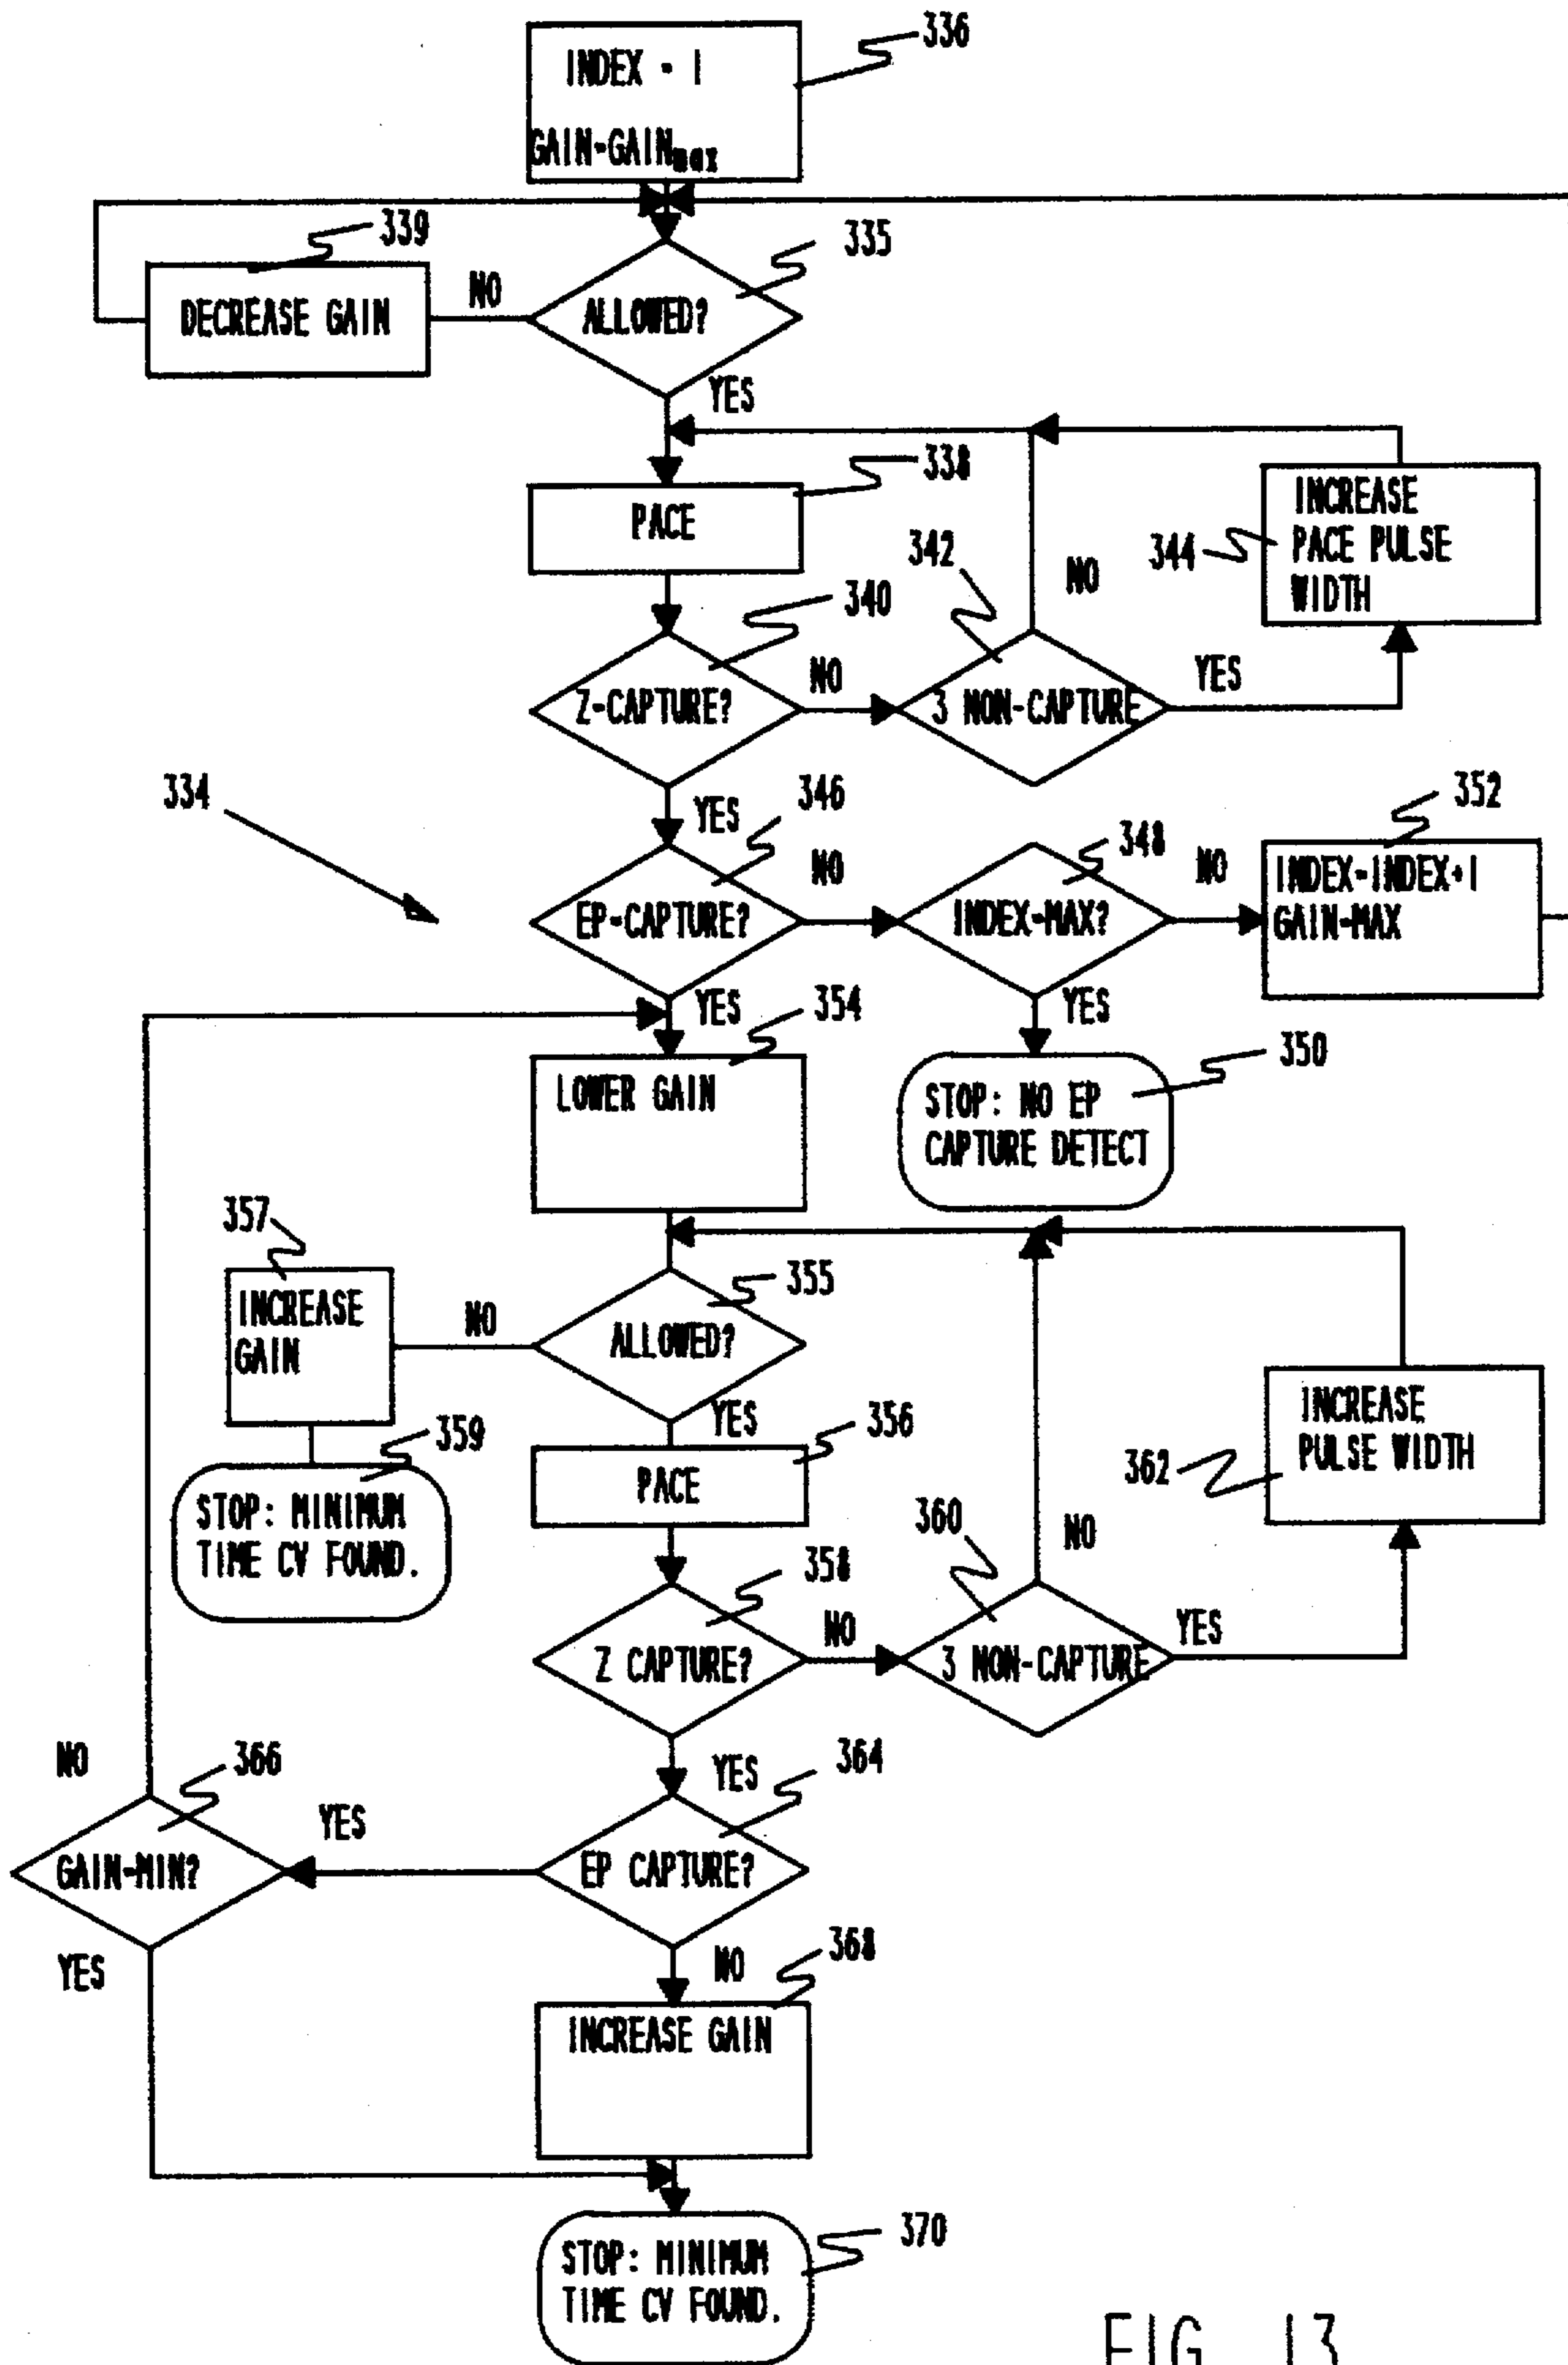 336
INDEX - 1
GAIN-GAINmax
339
335
DECREASE GAIN
NO
ALLOWED?
YES
338
PACE
INCREASE
PACE PULSE
WIDTH
344
342
NO
340
Z-CAPTURE?
NO
3 NON-CAPTURE
YES
334
YES
346
352
348
EP-CAPTURE?
NO
INDEX-MAX?
NO
INDEX-INDEX+1
GAIN-MAX
YES
354
YES
350
LOWER GAIN
STOP: NO EP
CAPTURE DETECT
357
355
INCREASE
GAIN
NO
ALLOWED?
YES
356
INCREASE
PULSE WIDTH
362
359
PACE
STOP: MINIMUM
TIME CV FOUND.
360
NO
358
Z CAPTURE?
NO
3 NON-CAPTURE
YES
NO
366
YES
364
GAIN-MIN?
YES
EP CAPTURE?
YES
NO
368
INCREASE GAIN
370
STOP: MINIMUM
TIME CV FOUND.
FIG. 13